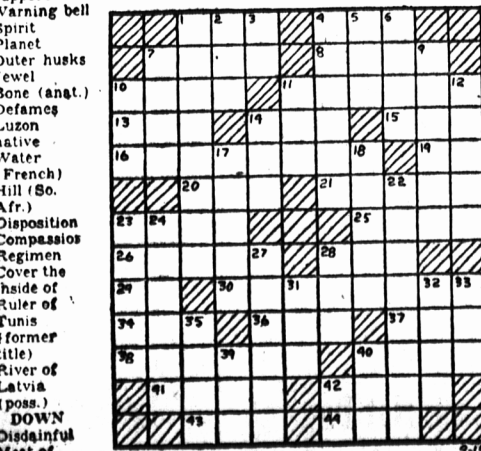 Warning bell
Spirit
Planet
Outer husks
ewel
Bone (anat.)
Defames
Luzon
native
Water
French)
Hill (So.
Afr.)
Disposition
Compassion
Regimen
Cover the
nside of
Ruler of
Tunis
(former
title)
River of
Latvia
(poss.)
DOWN
Disdainful
1 2 3 4 5 6
7 8 9
10 11 12
13 14 15
16 17 18 19
20 21 22
23 24 25
26 27 28
29 30 31 32 33
34 35 36 37
38 39 40
41 42
43 44